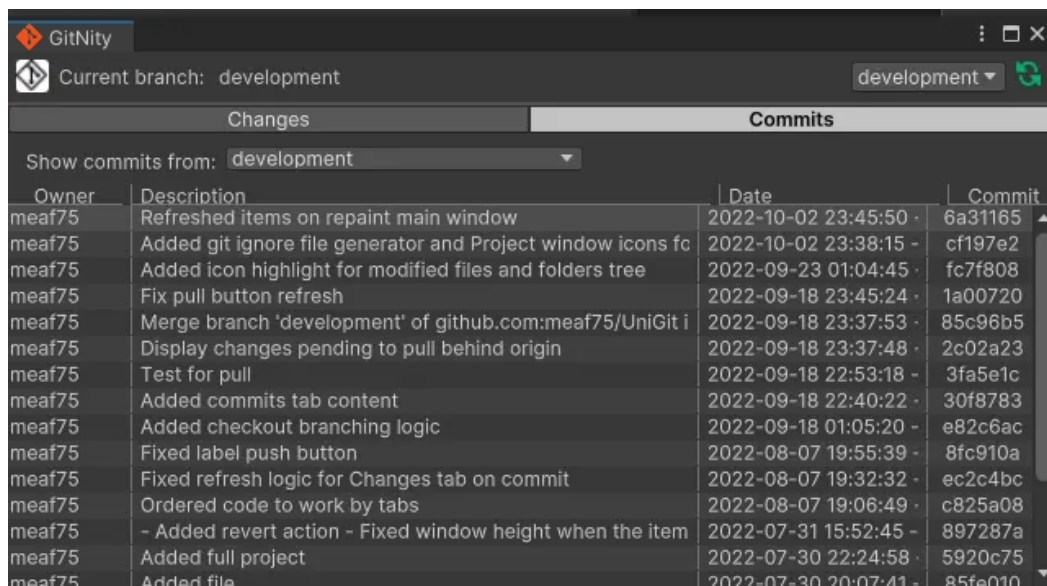 GitNity
Current branch: development development
Changes Commits
Show commits from: development
Owner Description Date Commit
meaf75 Refreshed items on repaint main window 2022-10-02 23:45:50 - 6a31165
meaf75 Added git ignore file generator and Project window icons fo 2022-10-02 23:38:15 - cf197e2
meaf75 Added icon highlight for modified files and folders tree 2022-09-23 01:04:45 - fc7f808
meaf75 Fix pull button refresh 2022-09-18 23:45:24 - 1a00720
meaf75 Merge branch 'development' of github.com:meaf75/UniGit i 2022-09-18 23:37:53 - 85c96b5
meaf75 Display changes pending to pull behind origin 2022-09-18 23:37:48 - 2c02a23
meaf75 Test for pull 2022-09-18 22:53:18 - 3fa5e1c
meaf75 Added commits tab content 2022-09-18 22:40:22 - 30f8783
meaf75 Added checkout branching logic 2022-09-18 01:05:20 - e82c6ac
meaf75 Fixed label push button 2022-08-07 19:55:39 - 8fc910a
meaf75 Fixed refresh logic for Changes tab on commit 2022-08-07 19:32:32 - ec2c4bc
meaf75 Ordered code to work by tabs 2022-08-07 19:06:49 - c825a08
meaf75 - Added revert action - Fixed window height when the item 2022-07-31 15:52:45 - 897287a
meaf75 Added full project 2022-07-30 22:24:58 - 5920c75
meaf75 Added file 2022-07-30 20:07:41 - 85fe010